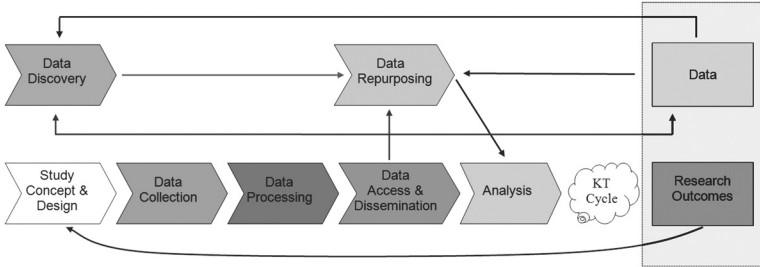 Data
Discovery
Data
Repurposing
Data
Study
Concept &
Design
Data
Collection
Data
Processing
Data
Access &
Dissemination
Analysis
KT
Cycle
Research
Outcomes